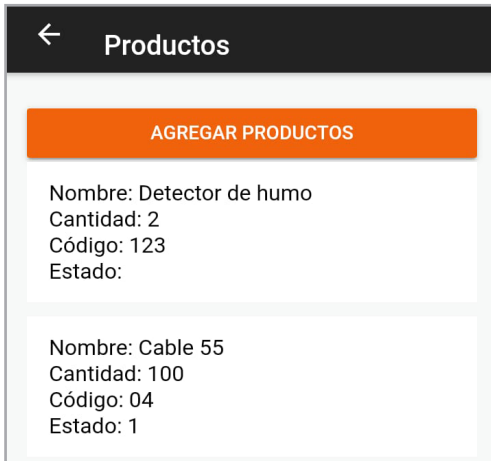 Productos
AGREGAR PRODUCTOS
Nombre: Detector de humo
Cantidad: 2
Código: 123
Estado:
Nombre: Cable 55
Cantidad: 100
Código: 04
Estado: 1